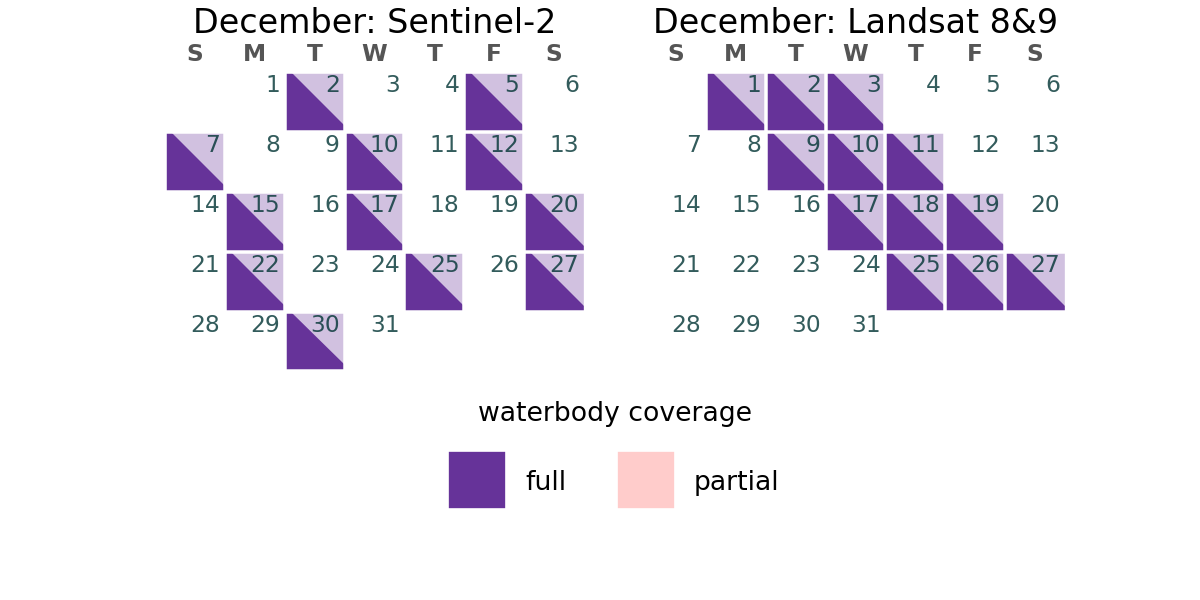 December: Sentinel-2
S M T W T F S
1 2 3 4 5 6
7 8 9 10 11 12 13
14 15 16 17 18 19 20
21 22 23 24 25 26 27
28 29 30 31
December: Landsat 8&9
S M T W T F S
1 2 3 4 5 6
7 8 9 10 11 12 13
14 15 16 17 18 19 20
21 22 23 24 25 26 27
28 29 30 31
waterbody coverage
full partial